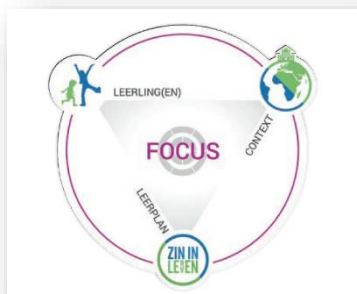 LEERLING(EN)
CONTEXT
FOCUS
LEERPLAN
ZIN IN
LEVEN